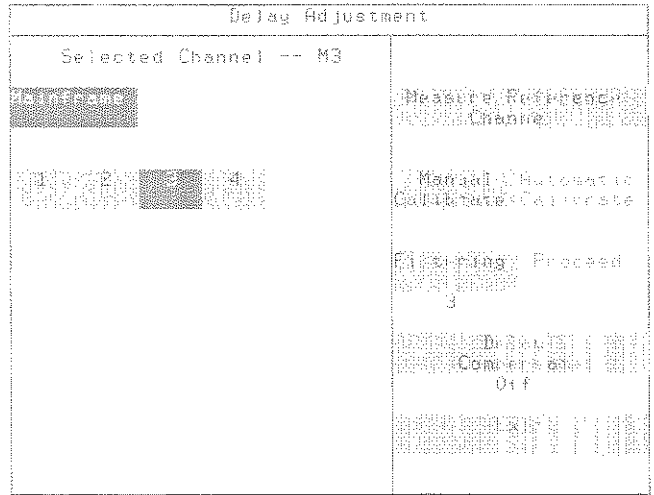 Delay Adjustment
Selected Channel -- M3
Mainframe
Measure Reference
Channel
1 2 3 4
Manual Automatic
Calibrate Calibrate
Proceed
3
Default
Off